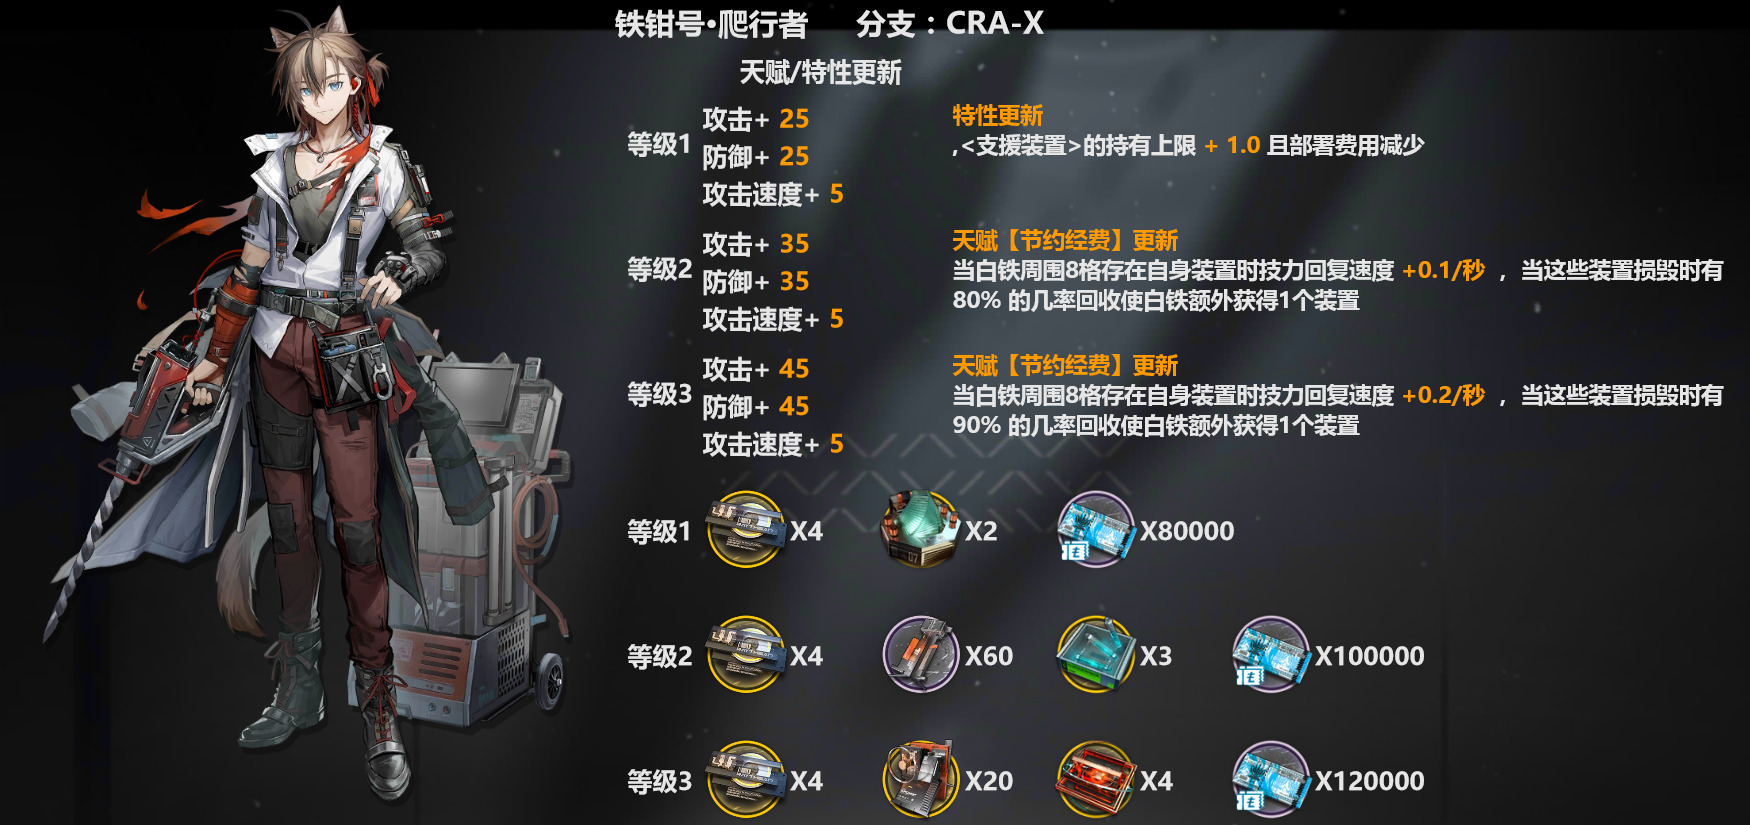 铁钳号·爬行者 分支：CRA-X
天赋/特性更新
等级1
攻击+ 25
防御+ 25
攻击速度+ 5
特性更新
,<支援装置>的持有上限 + 1.0 且部署费用减少
等级2
攻击+ 35
防御+ 35
攻击速度+ 5
天赋【节约经费】更新
当白铁周围8格存在自身装置时技力回复速度 +0.1/秒 ，当这些装置损毁时有
80% 的几率回收使白铁额外获得1个装置
等级3
攻击+ 45
防御+ 45
攻击速度+ 5
天赋【节约经费】更新
当白铁周围8格存在自身装置时技力回复速度 +0.2/秒 ，当这些装置损毁时有
90% 的几率回收使白铁额外获得1个装置
等级1 X4 X2 X80000
等级2 X4 X60 X3 X100000
等级3 X4 X20 X4 X120000